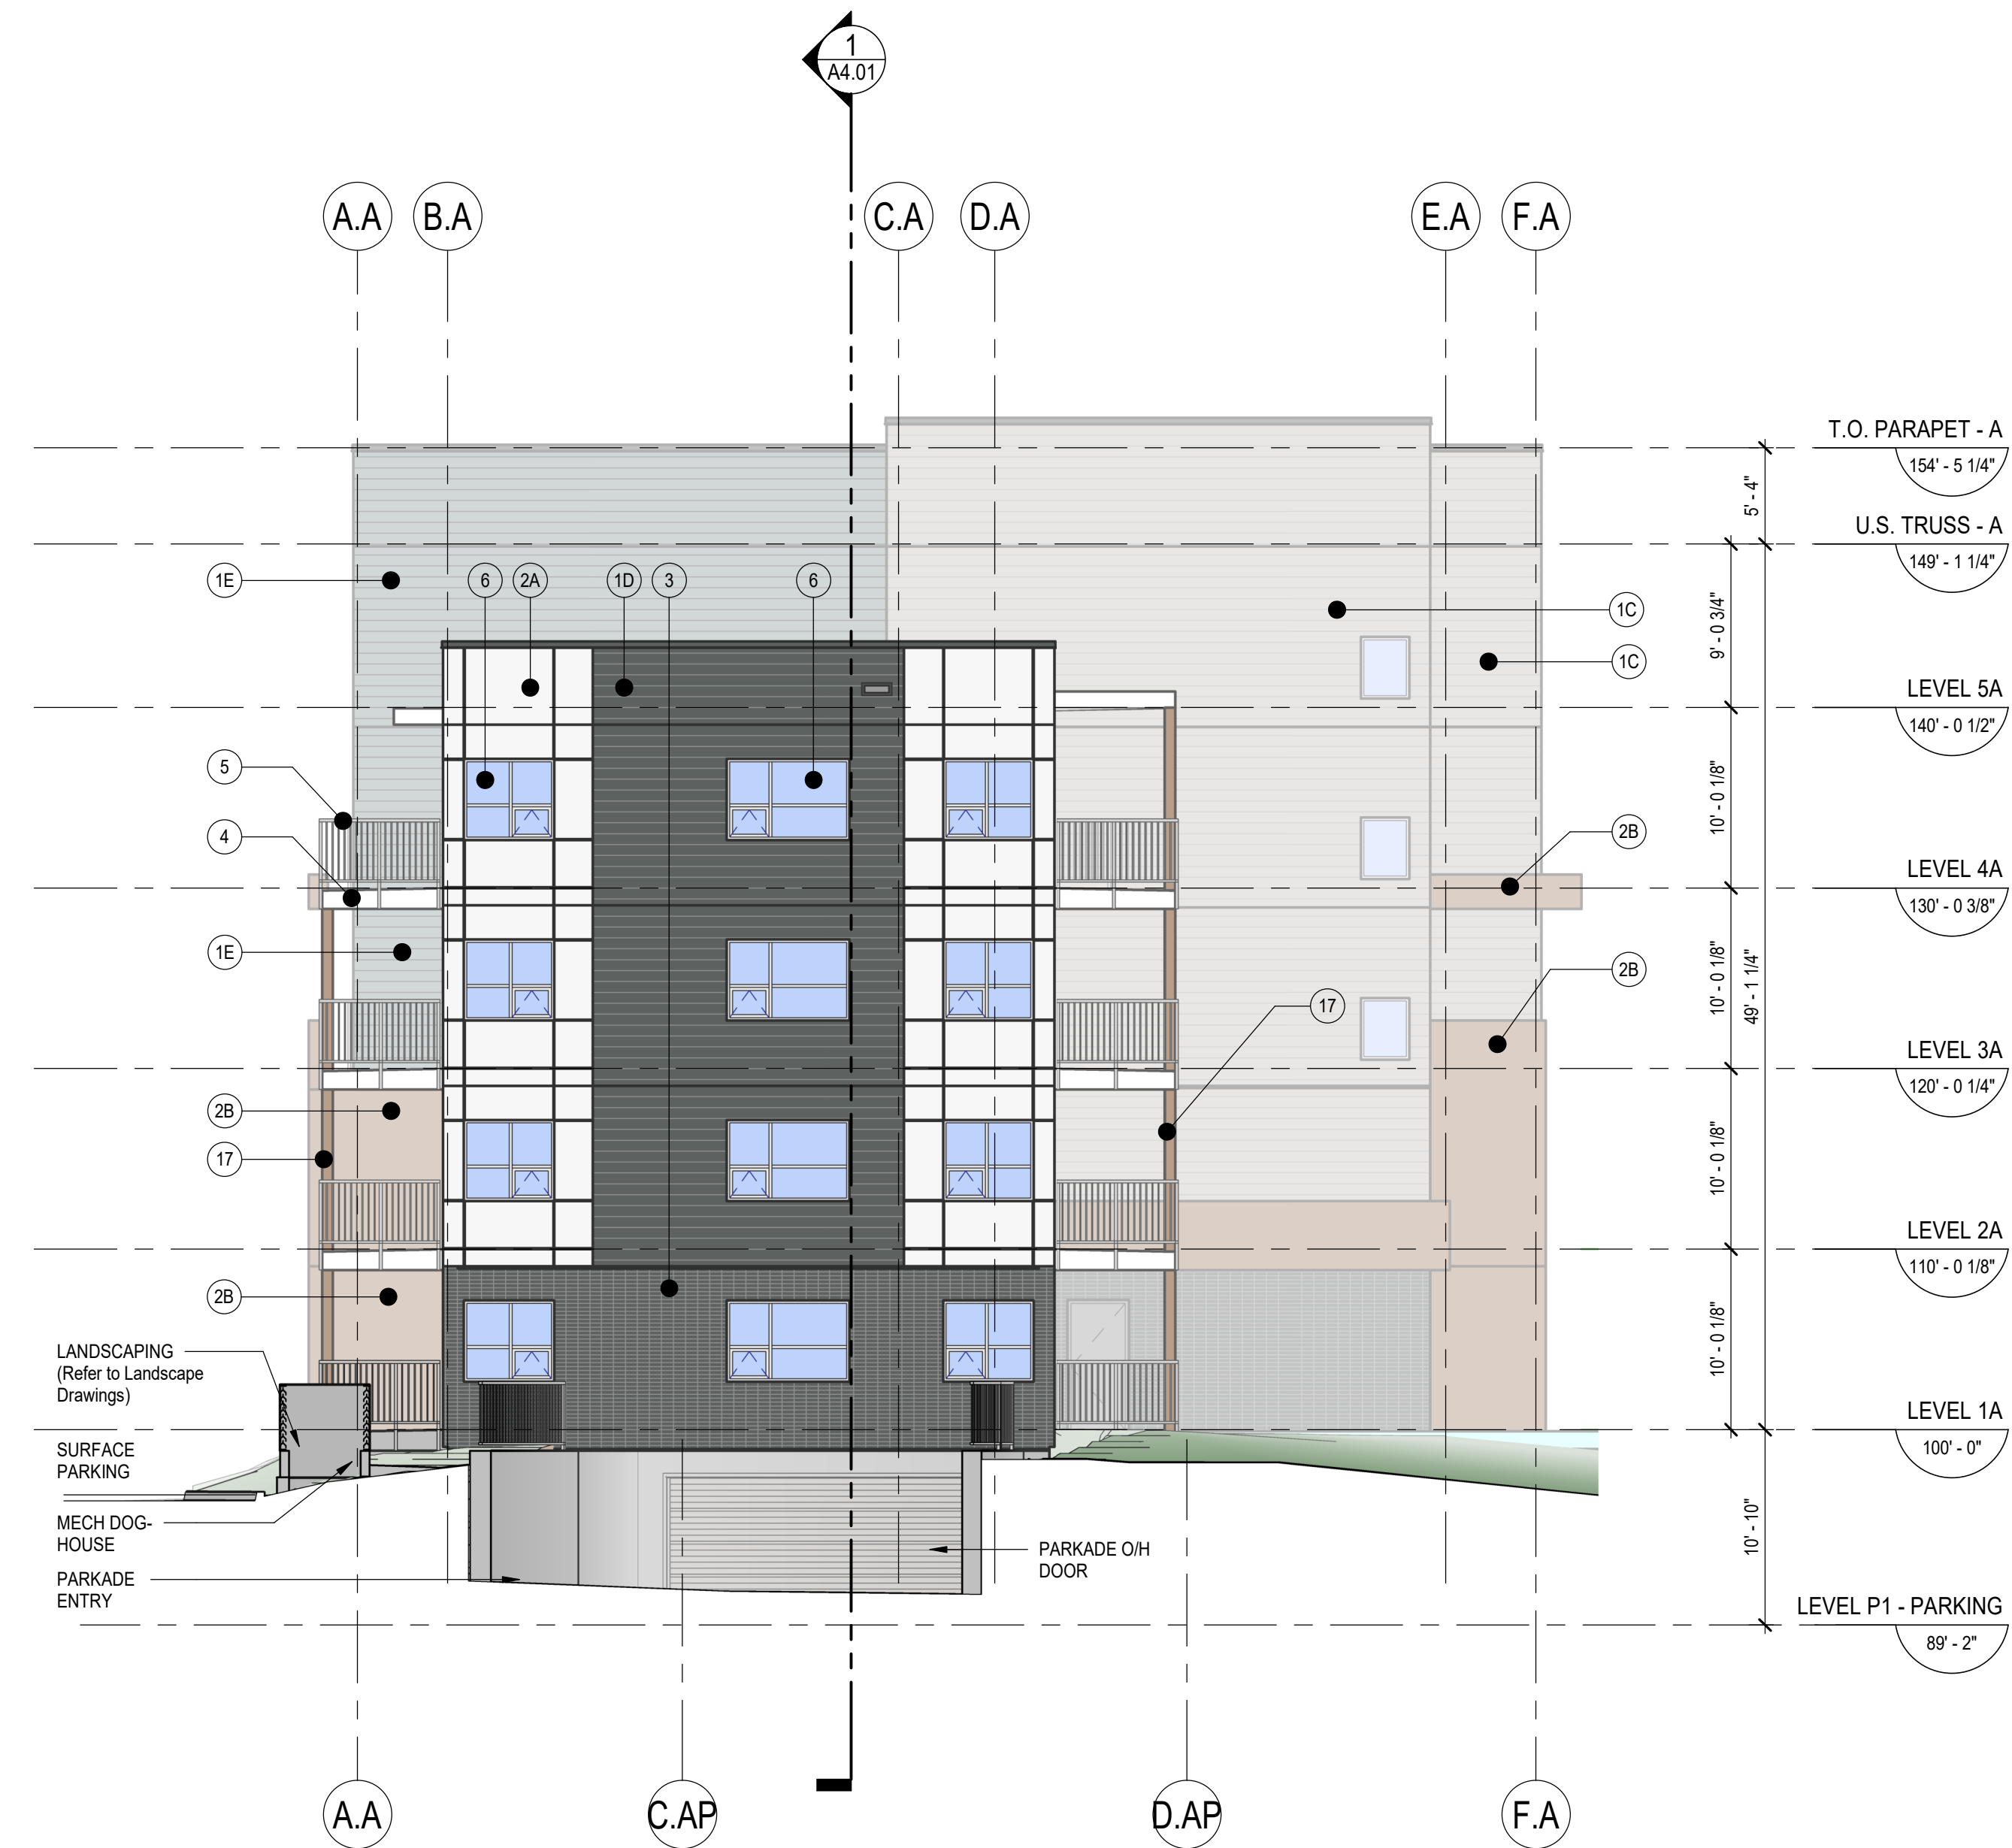 1
A4.01
A.A
B.A
C.A
D.A
E.A
F.A
T.O. PARAPET - A
154' - 5 1/4"
5' - 4"
U.S. TRUSS - A
149' - 1 1/4"
1E
6
2A
1D
3
6
1C
1C
9' - 0 3/4"
LEVEL 5A
140' - 0 1/2"
5
4
2B
10' - 0 1/8"
LEVEL 4A
130' - 0 3/8"
1E
2B
17
10' - 0 1/8"
49' - 1 1/4"
LEVEL 3A
120' - 0 1/4"
2B
17
10' - 0 1/8"
LEVEL 2A
110' - 0 1/8"
2B
10' - 0 1/8"
LANDSCAPING
(Refer to Landscape
Drawings)
LEVEL 1A
100' - 0"
SURFACE
PARKING
MECH DOG-
HOUSE
PARKADE
ENTRY
PARKADE O/H
DOOR
10' - 10"
LEVEL P1 - PARKING
89' - 2"
A.A
C.AP
D.AP
F.A